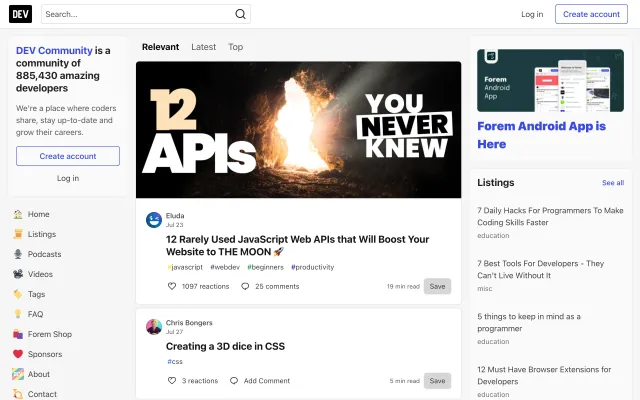 DEV
Search...
Log in
Create account
DEV Community is a
community of
885,430 amazing
developers
We're a place where coders
share, stay up-to-date and
grow their careers.
Create account
Log in
Home
Listings
Podcasts
Videos
Tags
FAQ
Forem Shop
Sponsors
About
Contact
Relevant
Latest
Top
12
APIs
YOU
NEVER
KNEW
Eluda
Jul 23
12 Rarely Used JavaScript Web APIs that Will Boost Your
Website to THE MOON 🚀
#javascript #webdev #beginners #productivity
1097 reactions
25 comments
19 min read
Save
Chris Bongers
Jul 27
Creating a 3D dice in CSS
#css
3 reactions
Add Comment
5 min read
Save
Forem
Android
App
Forem Android App is
Here
Listings
See all
7 Daily Hacks For Programmers To Make
Coding Skills Faster
education
7 Best Tools For Developers - They
Can't Live Without It
misc
5 things to keep in mind as a
programmer
education
12 Must Have Browser Extensions for
Developers
education